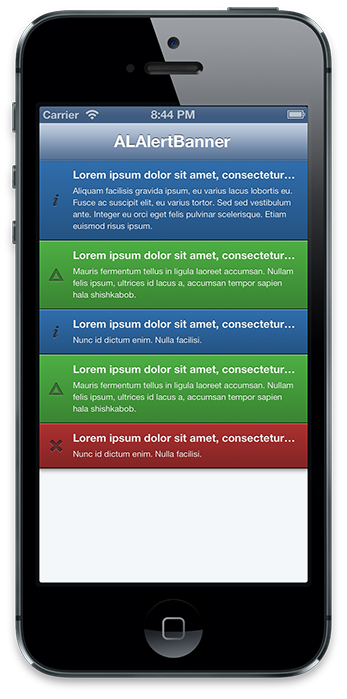 Carrier 8:44 PM
ALAlertBanner
Lorem ipsum dolor sit amet, consectetur...
Aliquam facilisis gravida ipsum, eu varius lacus lobortis eu.
Fusce ac suscipit elit, eu varius tortor. Sed sed vestibulum
ante. Integer eu orci eget felis pulvinar scelerisque. Etiam
euismod risus ipsum.
Lorem ipsum dolor sit amet, consectetur...
Mauris fermentum tellus in ligula laoreet accumsan. Nullam
felis ipsum, ultrices id lacus a, accumsan tempor sapien
hala shishkabob.
Lorem ipsum dolor sit amet, consectetur...
Nunc id dictum enim. Nulla facilisi.
Lorem ipsum dolor sit amet, consectetur...
Mauris fermentum tellus in ligula laoreet accumsan. Nullam
felis ipsum, ultrices id lacus a, accumsan tempor sapien
hala shishkabob.
Lorem ipsum dolor sit amet, consectetur...
Nunc id dictum enim. Nulla facilisi.